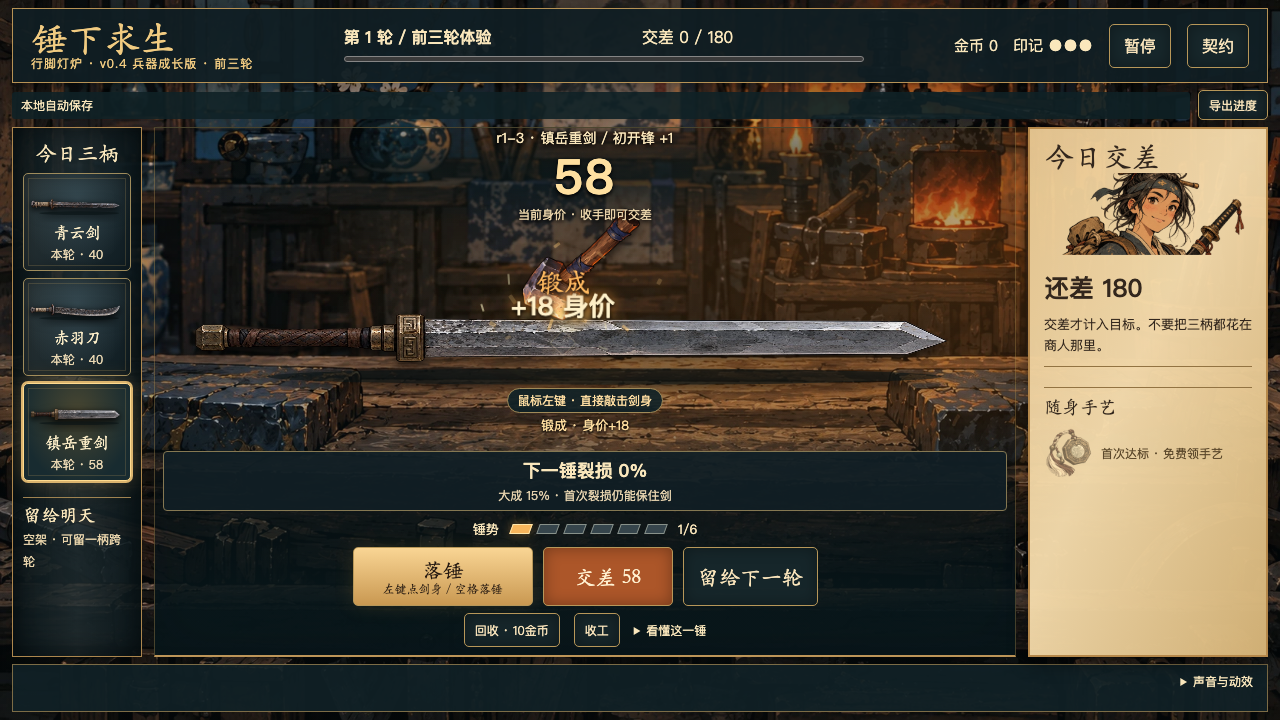 锤下求生
行脚灯炉 · v0.4 兵器成长版 · 前三轮
第 1 轮 / 前三轮体验
交差 0 / 180
金币 0
印记
暂停
契约
本地自动保存
导出进度
今日三柄
青云剑
本轮 · 40
赤羽刀
本轮 · 40
镇岳重剑
本轮 · 58
留给明天
空架 · 可留一柄跨
轮
r1-3 · 镇岳重剑 / 初开锋 +1
58
当前身价 · 收手即可交差
锻成
+18 身价
鼠标左键 · 直接敲击剑身
锻成 · 身价+18
下一锤裂损 0%
大成 15% · 首次裂损仍能保住剑
锤势
1/6
落锤
左键点剑身 / 空格落锤
交差 58
留给下一轮
回收 · 10金币
收工
▶ 看懂这一锤
今日交差
还差 180
交差才计入目标。不要把三柄都花在
商人那里。
随身手艺
首次达标 · 免费领手艺
▶ 声音与动效